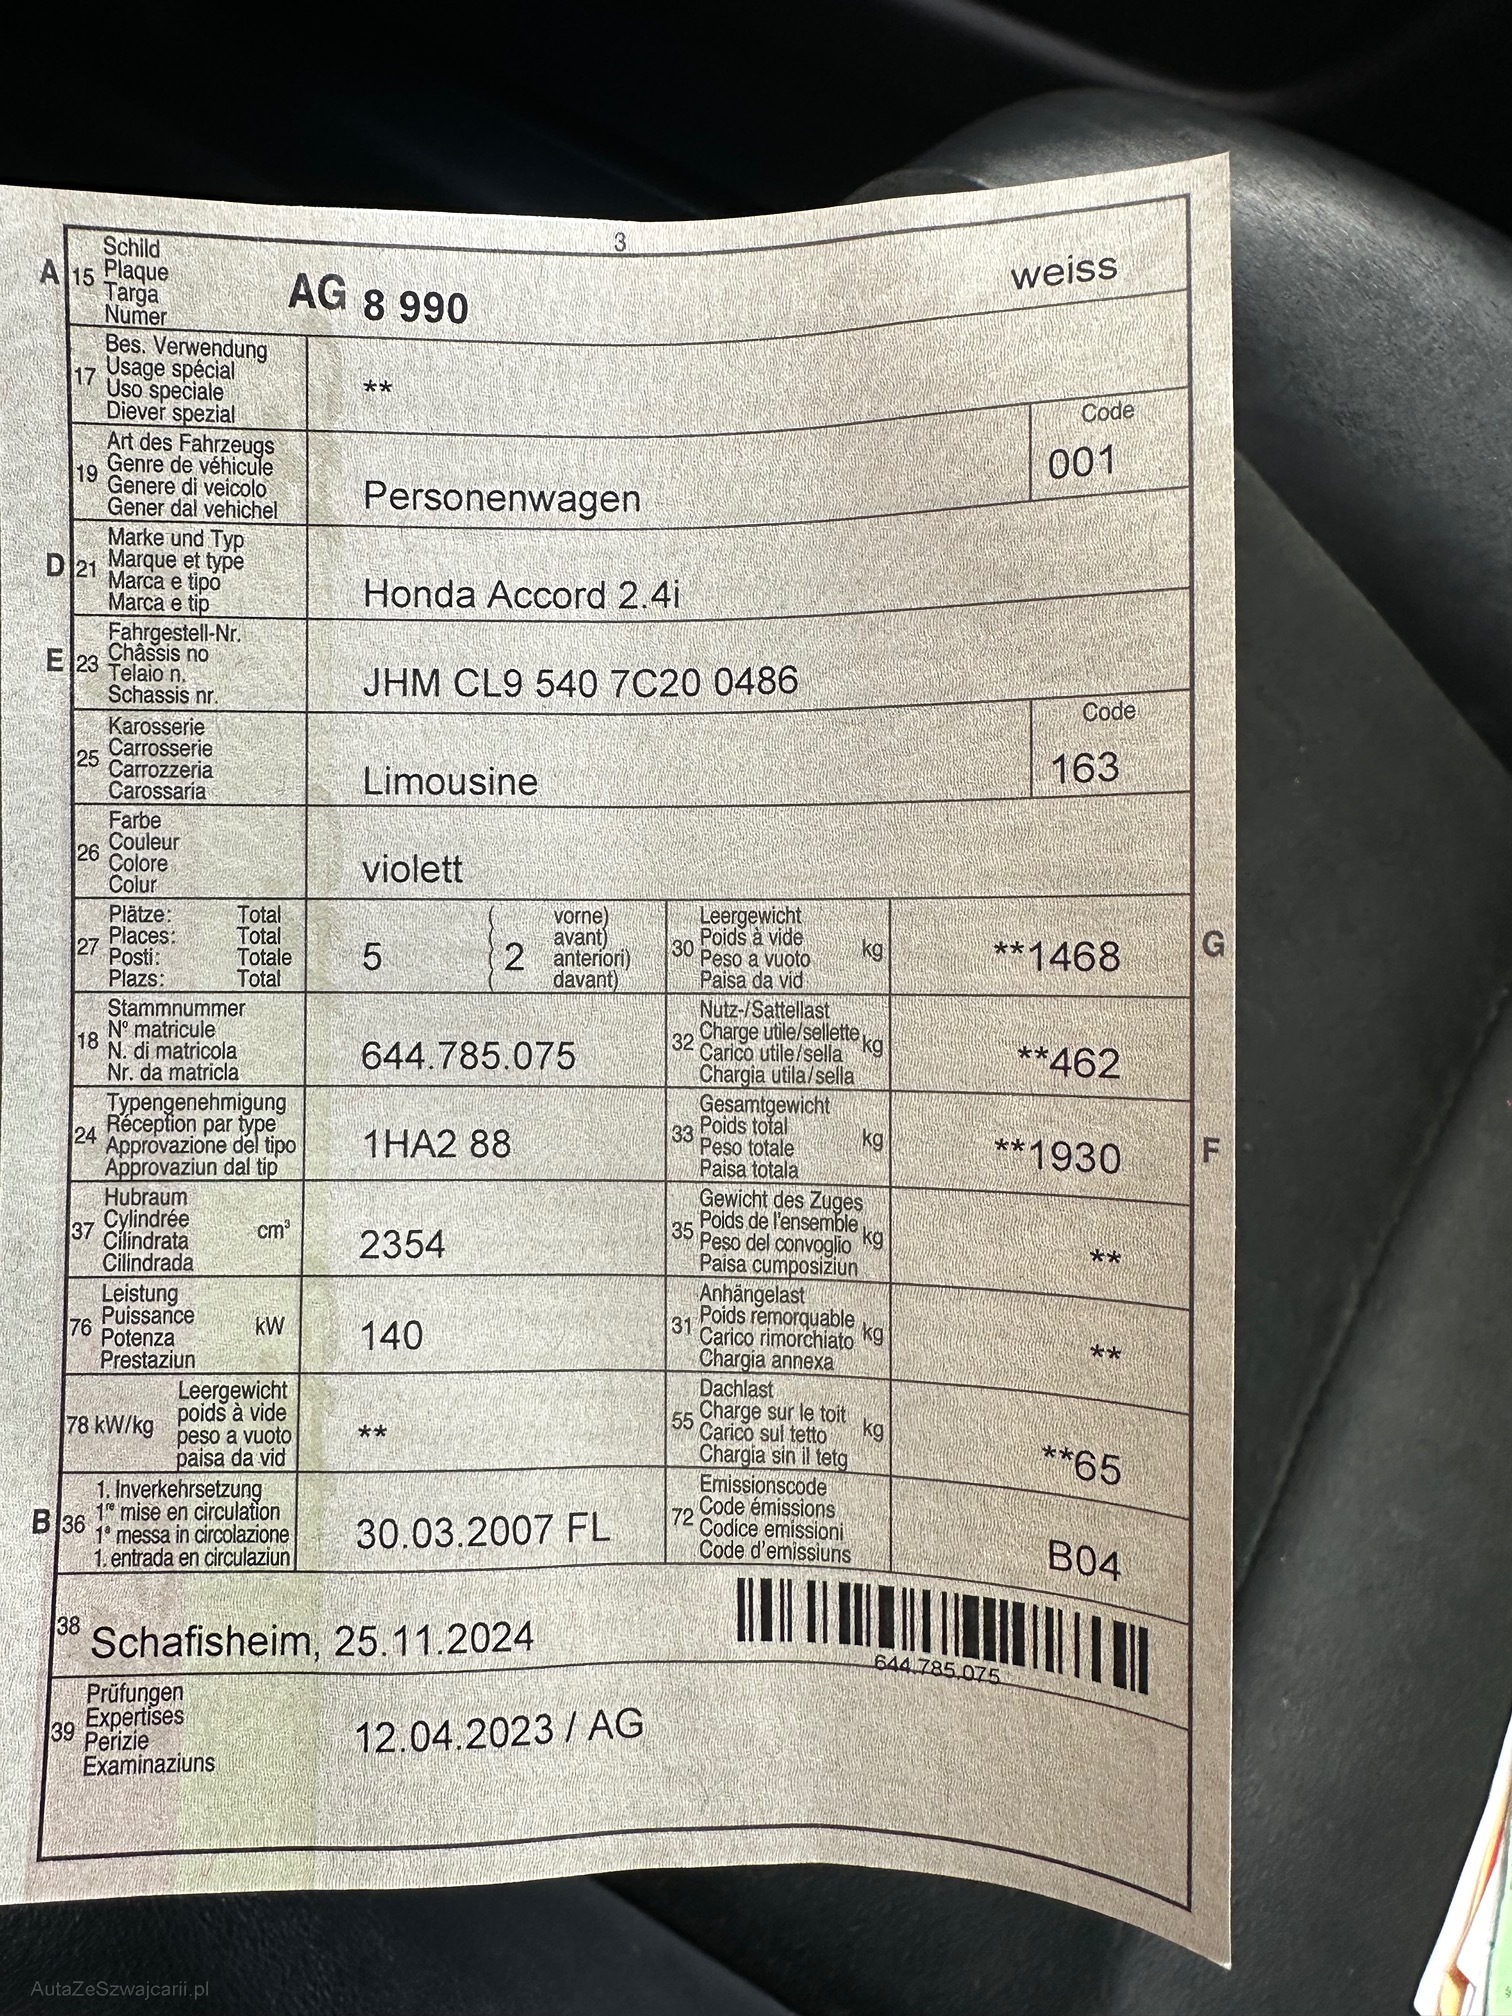 3
A 15 Schild
Plaque
Targa
Numer
AG 8 990 weiss
17 Bes. Verwendung
Usage spécial
Uso speciale
Diever spezial
**
19 Art des Fahrzeugs
Genre de véhicule
Genere di veicolo
Gener dal vehichel
Personenwagen
Code
001
D 21 Marke und Typ
Marque et type
Marca e tipo
Marca e tip
Honda Accord 2.4i
E 23 Fahrgestell-Nr.
Châssis no
Telaio n.
Schassis nr.
JHM CL9 540 7C20 0486
25 Karosserie
Carrosserie
Carrozzeria
Carossaria
Limousine
Code
163
26 Farbe
Couleur
Colore
Colur
violett
27 Plätze: Total
Places: Total
Posti: Totale
Plazs: Total
5 ( 2 vorne)
avant)
anteriori)
davant)
30 Leergewicht
Poids à vide
Peso a vuoto
Paisa da vid
kg
**1468 G
18 Stammnummer
N° matricule
N. di matricola
Nr. da matricla
644.785.075
32 Nutz-/Sattellast
Charge utile/sellette
Carico utile/sella
Chargia utila/sella
kg
**462
24 Typengenehmigung
Réception par type
Approvazione del tipo
Approvaziun dal tip
1HA2 88
33 Gesamtgewicht
Poids total
Peso totale
Paisa totala
kg
**1930 F
37 Hubraum
Cylindrée
Cilindrata
Cilindrada
cm³
2354
35 Gewicht des Zuges
Poids de l'ensemble
Peso del convoglio
Paisa cumposiziun
kg
**
76 Leistung
Puissance
Potenza
Prestaziun
kW
140
31 Anhängelast
Poids remorquable
Carico rimorchiato
Chargia annexa
kg
**
78 kW/kg Leergewicht
poids à vide
peso a vuoto
paisa da vid
**
55 Dachlast
Charge sur le toit
Carico sul tetto
Chargia sin il tetg
kg
**65
B 36 1. Inverkehrsetzung
1re mise en circulation
1a messa in circolazione
1. entrada en circulaziun
30.03.2007 FL
72 Emissionscode
Code émissions
Codice emissioni
Code d'emissiuns
B04
38 Schafisheim, 25.11.2024
644.785.075
39 Prüfungen
Expertises
Perizie
Examinaziuns
12.04.2023 / AG
AutaZeSzwajcarii.pl